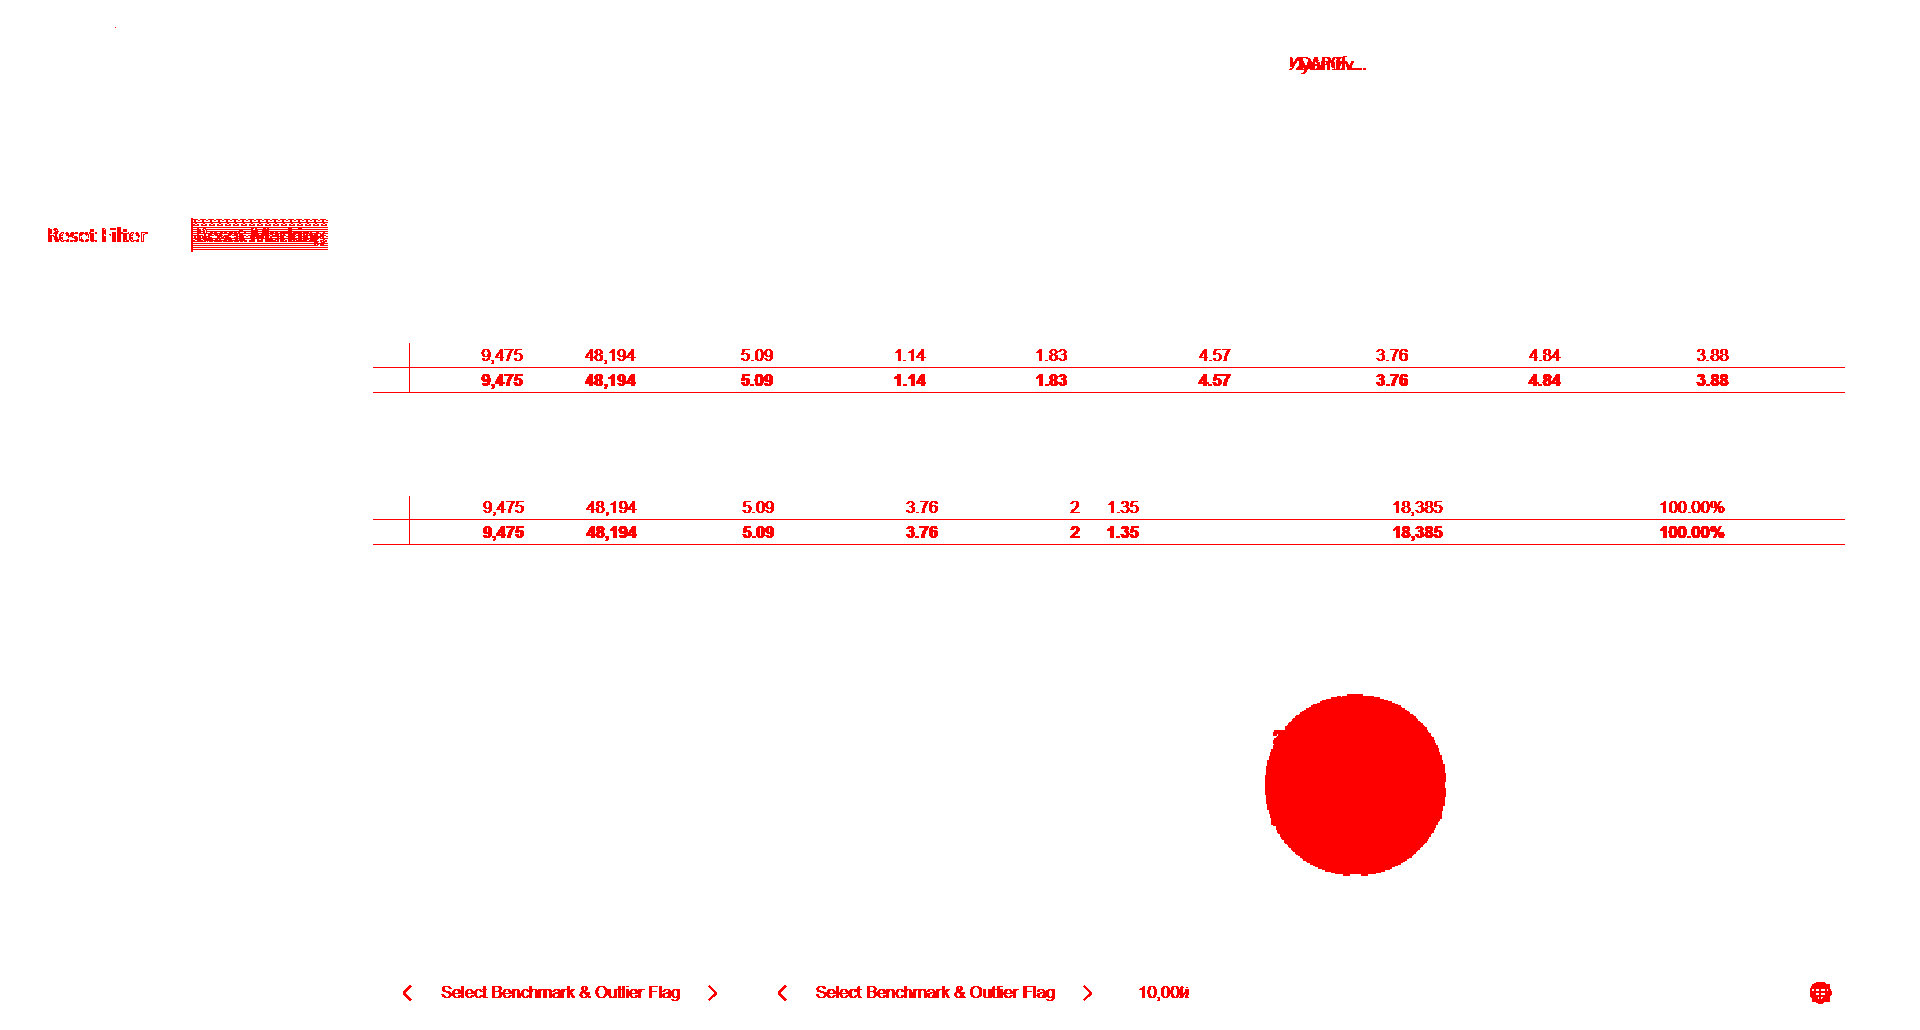 Reset Filter Reset Marking
9,475 48,194 5.09 1.14 1.83 4.57 3.76 4.84 3.88
9,475 48,194 5.09 1.14 1.83 4.57 3.76 4.84 3.88
9,475 48,194 5.09 3.76 2 1.35 18,385 100.00%
9,475 48,194 5.09 3.76 2 1.35 18,385 100.00%
Select Benchmark & Outlier Flag Select Benchmark & Outlier Flag